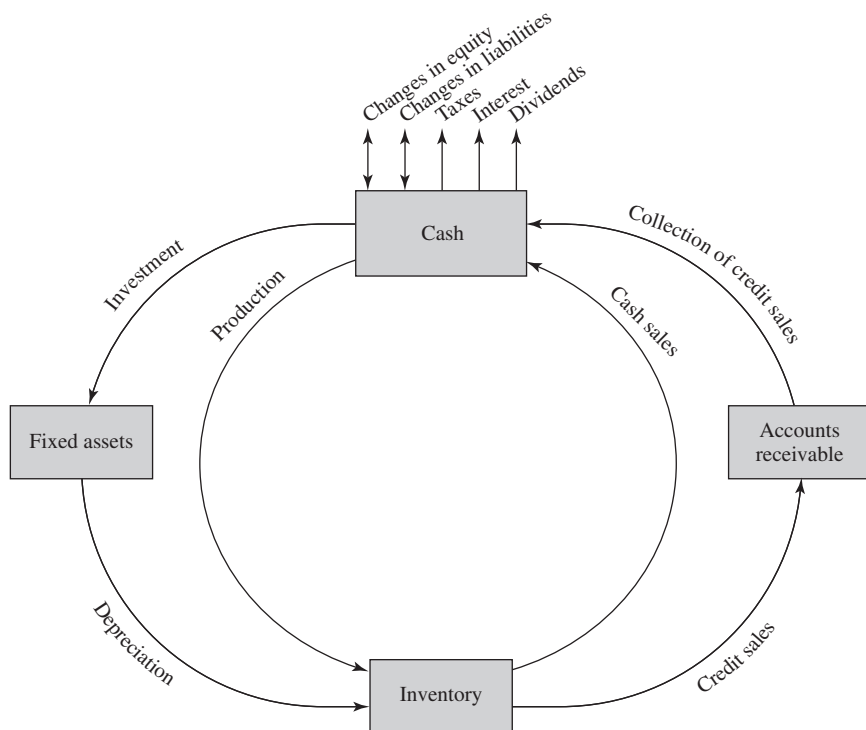 Changes in equity
Changes in liabilities
Taxes
Interest
Dividends
Cash
Investment
Production
Cash sales
Collection of credit sales
Fixed assets
Accounts
receivable
Depreciation
Inventory
Credit sales